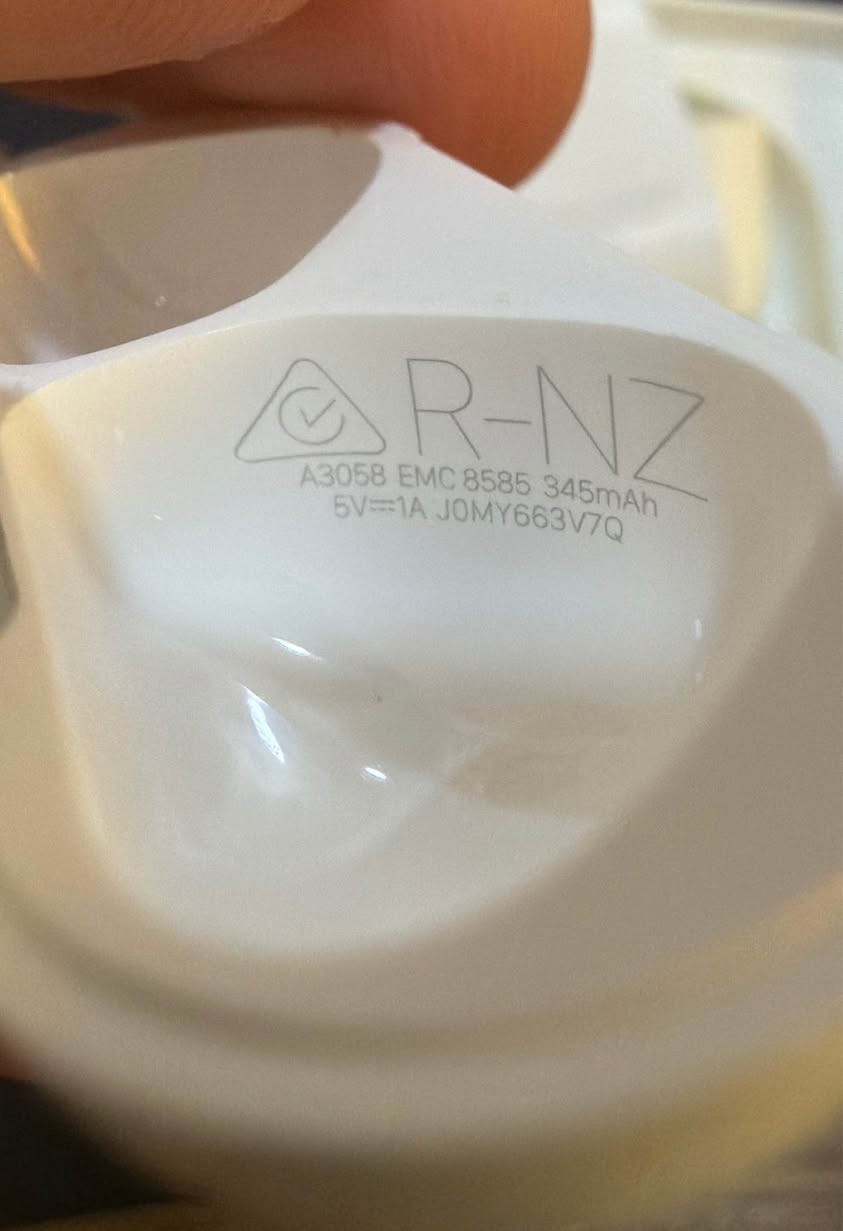 R-NZ
A3058 EMC 8585 345mAh
5V⎓1A J0MY663V7Q